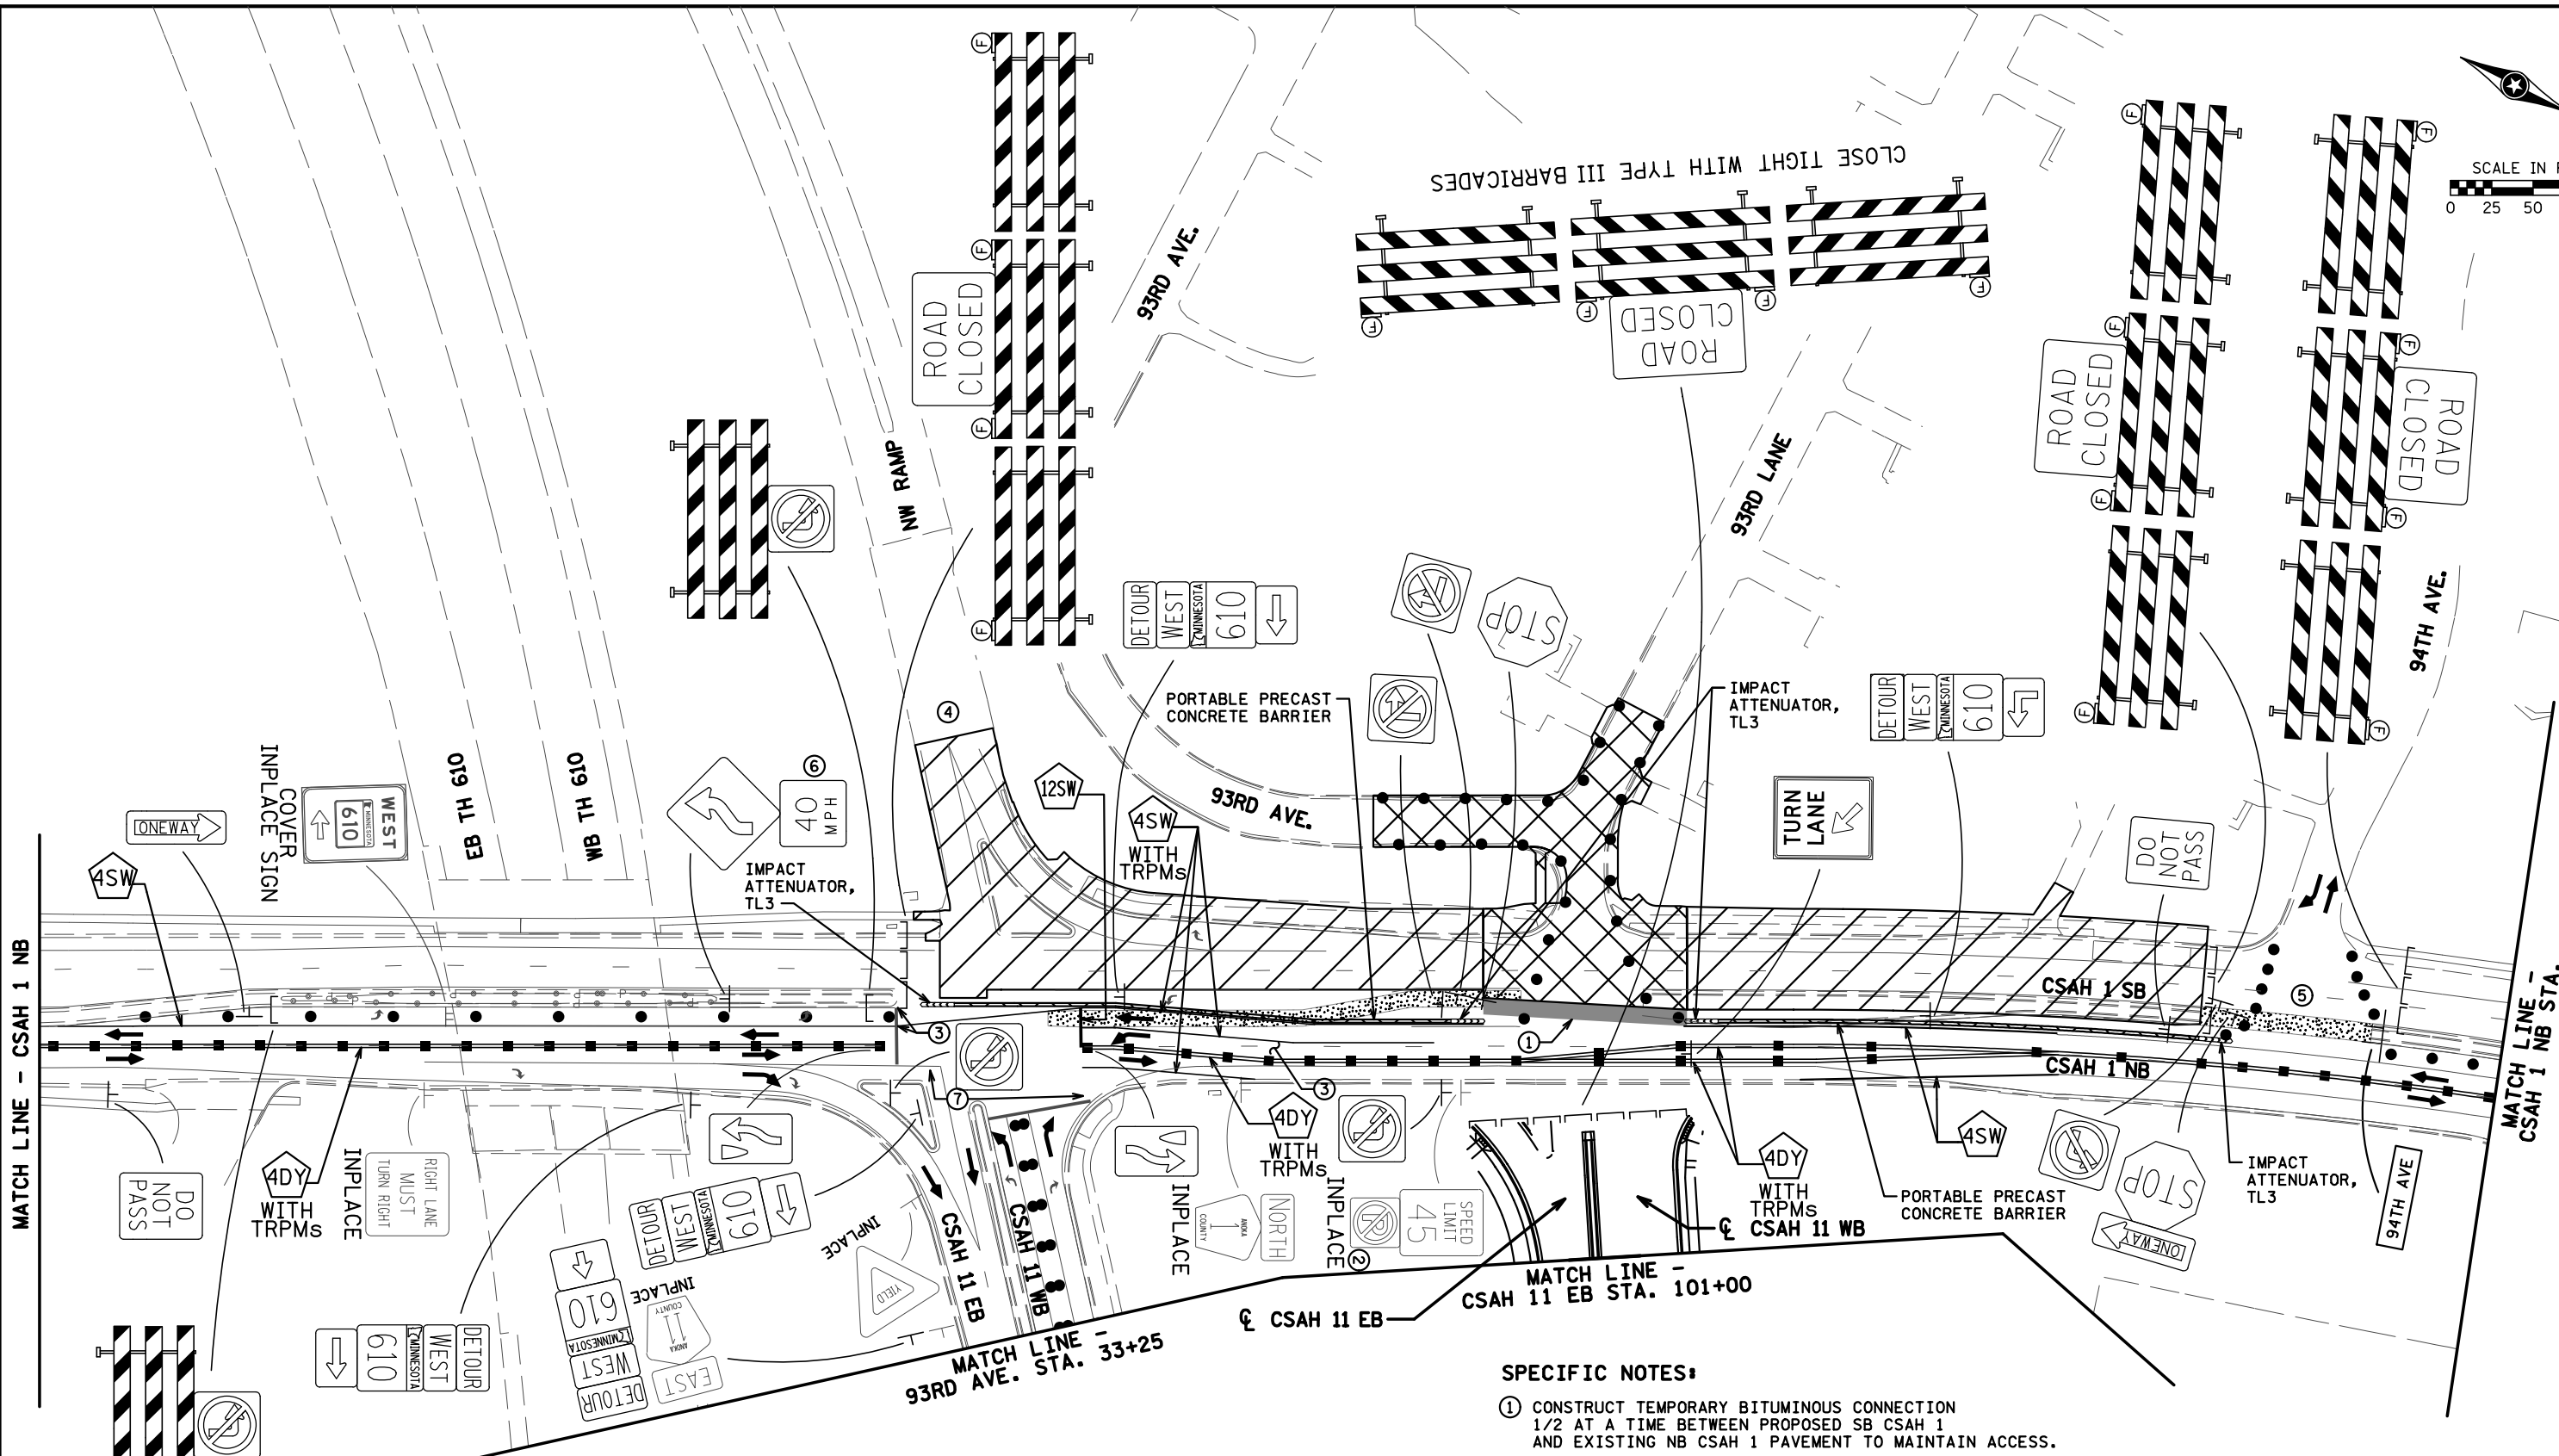 F
F
F
F
F
ROAD
CLOSED
93RD AVE.
CLOSE TIGHT WITH TYPE III BARRICADES
F
F
F
F
ROAD
CLOSED
F
F
F
F
ROAD
CLOSED
F
F
F
F
ROAD
CLOSED
SCALE IN F
0 25 50
NW RAMP
93RD LANE
94TH AVE.
DETOUR
WEST
MINNESOTA
610
STOP
PORTABLE PRECAST
CONCRETE BARRIER
IMPACT
ATTENUATOR,
TL3
DETOUR
WEST
MINNESOTA
610
4
6
40
MPH
12SW
4SW
WITH
TRPMs
93RD AVE.
TURN
LANE
DO
NOT
PASS
ONEWAY
COVER
INPLACE SIGN
WEST
MINNESOTA
610
EB TH 610
WB TH 610
IMPACT
ATTENUATOR,
TL3
4SW
MATCH LINE - CSAH 1 NB
3
1
3
7
5
CSAH 1 SB
CSAH 1 NB
MATCH LINE -
CSAH 1 NB STA.
DO
NOT
PASS
4DY
WITH
TRPMs
INPLACE
RIGHT LANE
MUST
TURN RIGHT
DETOUR
WEST
MINNESOTA
610
INPLACE
YIELD
CSAH 11 EB
CSAH 11 WB
INPLACE
ANOKA
COUNTY
1
NORTH
4DY
WITH
TRPMs
INPLACE
2
SPEED
LIMIT
45
4DY
WITH
TRPMs
℄ CSAH 11 WB
4SW
PORTABLE PRECAST
CONCRETE BARRIER
STOP
ONEWAY
IMPACT
ATTENUATOR,
TL3
94TH AVE
610
MINNESOTA
WEST
DETOUR
610
MINNESOTA
WEST
DETOUR
INPLACE
COUNTY
11
ANOKA
EAST
MATCH LINE -
93RD AVE. STA. 33+25
℄ CSAH 11 EB
MATCH LINE -
CSAH 11 EB STA. 101+00
SPECIFIC NOTES:
1 CONSTRUCT TEMPORARY BITUMINOUS CONNECTION
1/2 AT A TIME BETWEEN PROPOSED SB CSAH 1
AND EXISTING NB CSAH 1 PAVEMENT TO MAINTAIN ACCESS.